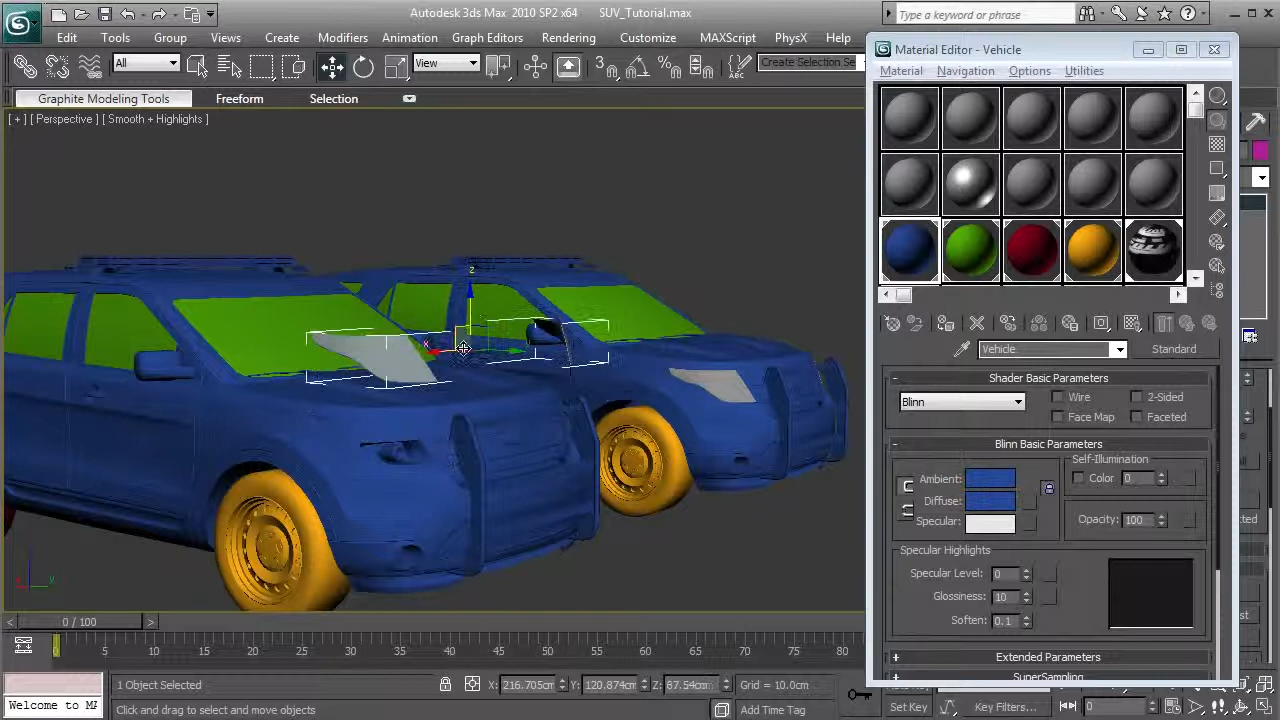 Autodesk 3ds Max 2010 SP2 x64 SUV_Tutorial.max
Type a keyword or phrase
Edit Tools Group Views Create Modifiers Animation Graph Editors Rendering Customize MAXScript PhysX Help
All
View
Create Selection Se
Graphite Modeling Tools Freeform Selection
[ + ] [ Perspective ] [ Smooth + Highlights ]
z
x
Material Editor - Vehicle
Material Navigation Options Utilities
Vehicle
Standard
- Shader Basic Parameters
Blinn
Wire
2-Sided
Face Map
Faceted
- Blinn Basic Parameters
Self-Illumination
Ambient:
Color 0
Diffuse:
Specular:
Opacity: 100
Specular Highlights
Specular Level: 0
Glossiness: 10
Soften: 0.1
+ Extended Parameters
+ SuperSampling
< 0 / 100 >
5 10 15 20 25 30 35 40 45 50 55 60 65 70 75 80
1 Object Selected
X: 216.705cm
Y: 120.874cm
Z: 67.54cm
Grid = 10.0cm
Welcome to MA
Click and drag to select and move objects
Add Time Tag
Set Key
Key Filters...
0